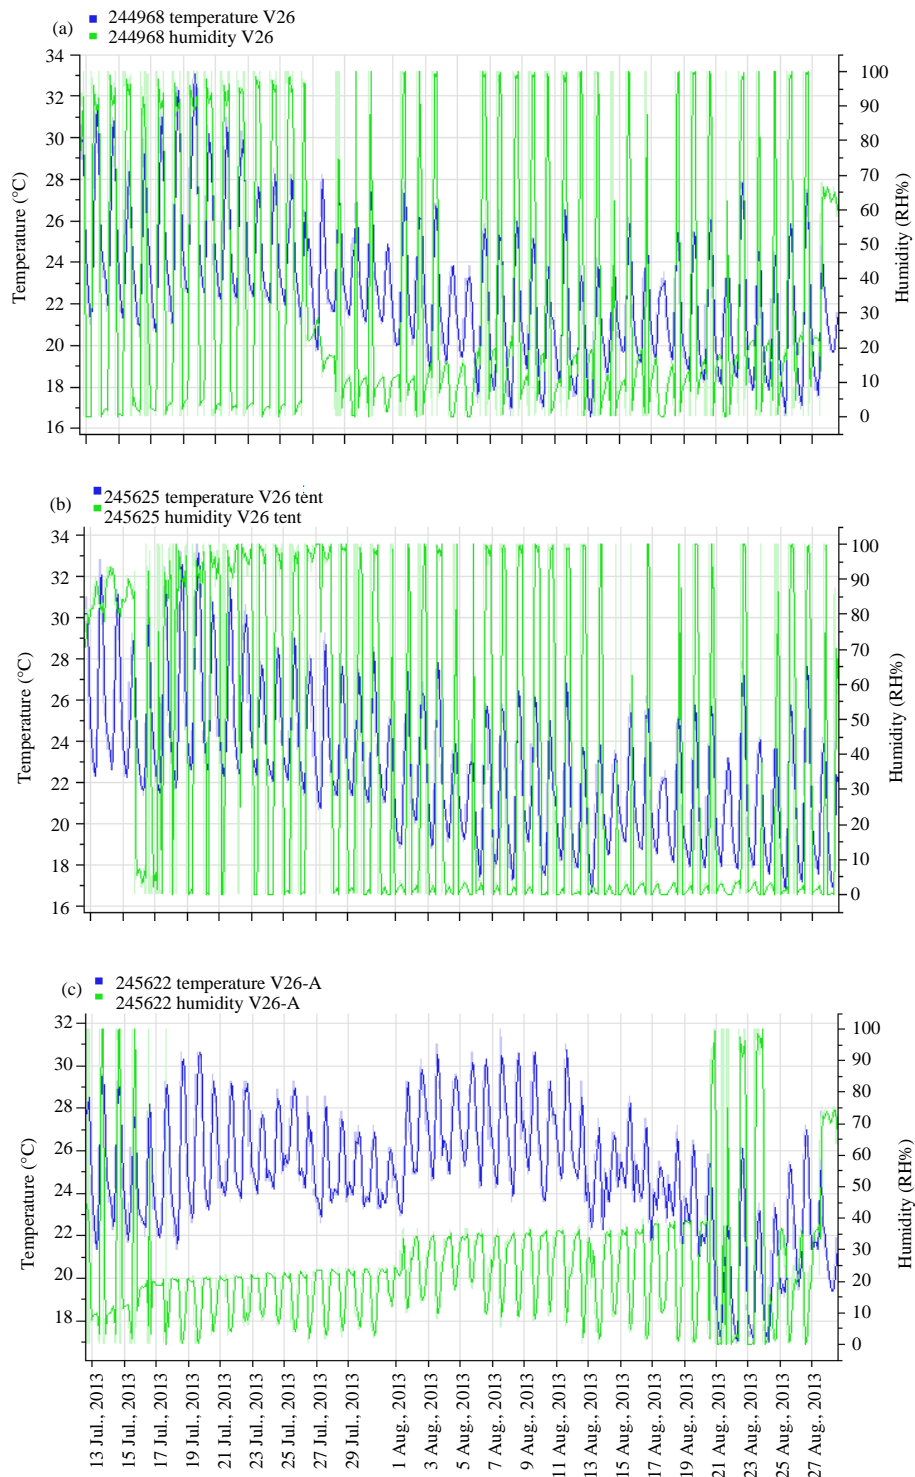 (a)
244968 temperature V26
244968 humidity V26
34
32
30
28
26
24
22
20
18
16
Temperature (°C)
100
90
80
70
60
50
40
30
20
10
0
Humidity (RH%)
(b)
245625 temperature V26 tent
245625 humidity V26 tent
34
32
30
28
26
24
22
20
18
16
Temperature (°C)
100
90
80
70
60
50
40
30
20
10
0
Humidity (RH%)
(c)
245622 temperature V26-A
245622 humidity V26-A
32
30
28
26
24
22
20
18
Temperature (°C)
100
90
80
70
60
50
40
30
20
10
0
Humidity (RH%)
13 Jul., 2013
15 Jul., 2013
17 Jul., 2013
19 Jul., 2013
21 Jul., 2013
23 Jul., 2013
25 Jul., 2013
27 Jul., 2013
29 Jul., 2013
1 Aug., 2013
3 Aug., 2013
5 Aug., 2013
7 Aug., 2013
9 Aug., 2013
11 Aug., 2013
13 Aug., 2013
15 Aug., 2013
17 Aug., 2013
19 Aug., 2013
21 Aug., 2013
23 Aug., 2013
25 Aug., 2013
27 Aug., 2013